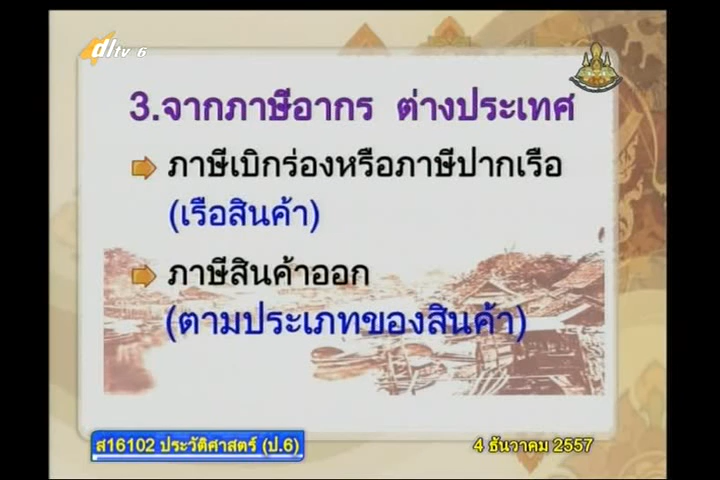 dltv 6
3.จากภาษีอากร ต่างประเทศ
ภาษีเบิกร่องหรือภาษีปากเรือ
(เรือสินค้า)
ภาษีสินค้าออก
(ตามประเภทของสินค้า)
ส16102 ประวัติศาสตร์ (ป.6)
4 ธันวาคม 2557